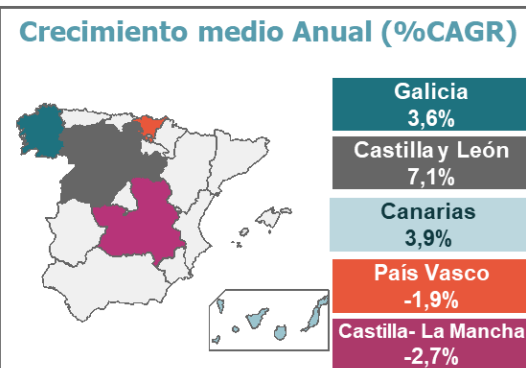 Crecimiento medio Anual (%CAGR)
Galicia
3,6%
Castilla y León
7,1%
Canarias
3,9%
País Vasco
-1,9%
Castilla- La Mancha
-2,7%